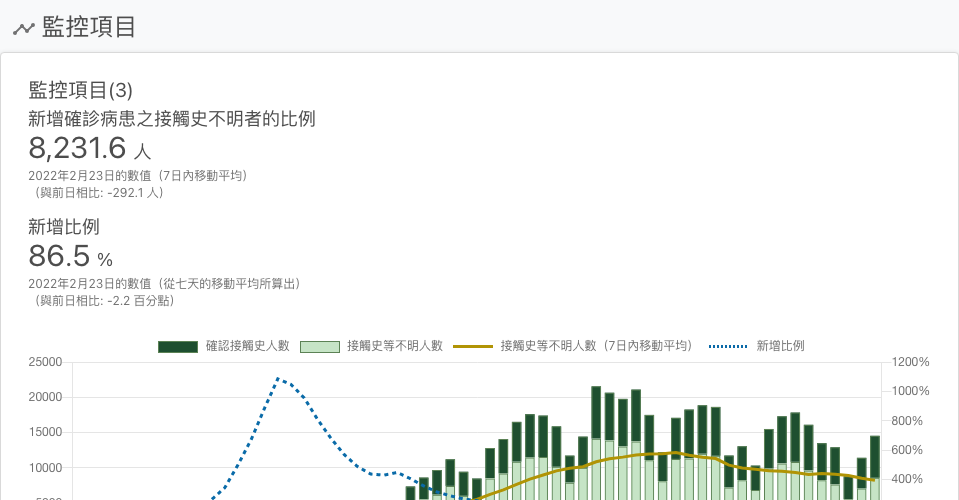 監控項目
監控項目(3)
新增確診病患之接觸史不明者的比例
8,231.6 人
2022年2月23日的數值（7日內移動平均）
（與前日相比: -292.1 人）
新增比例
86.5 %
2022年2月23日的數值（從七天的移動平均所算出）
（與前日相比: -2.2 百分點）
確認接觸史人數 接觸史等不明人數 接觸史等不明人數（7日內移動平均） 新增比例
25000 1200%
20000 1000%
15000 800%
10000 600%
400%